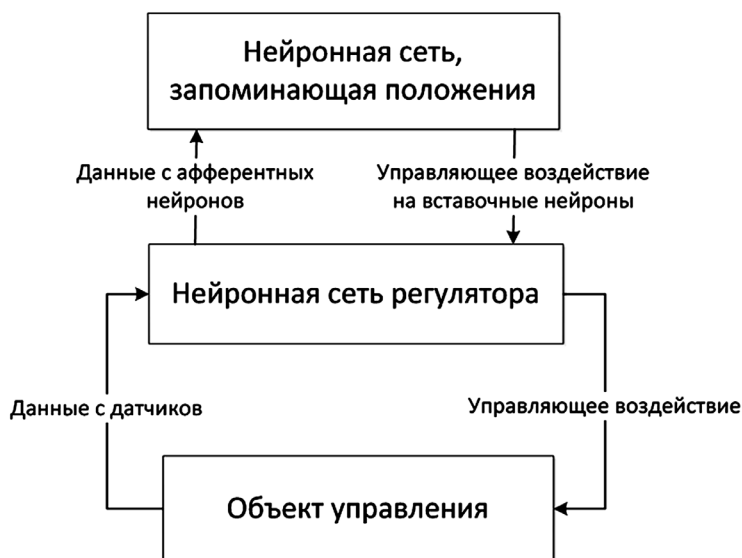 Нейронная сеть,
запоминающая положения
Данные с афферентных
нейронов
Управляющее воздействие
на вставочные нейроны
Нейронная сеть регулятора
Данные с датчиков
Управляющее воздействие
Объект управления